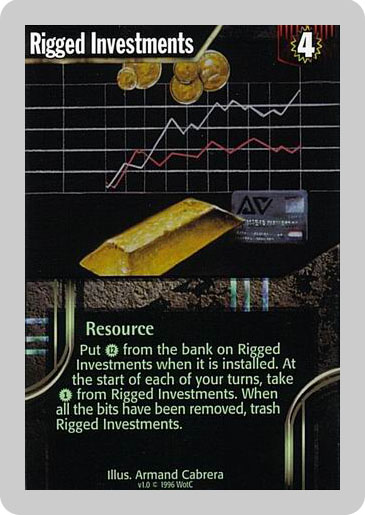 Rigged Investments
4
AV
Resource
Put 12 from the bank on Rigged
Investments when it is installed. At
the start of each of your turns, take
1 from Rigged Investments. When
all the bits have been removed, trash
Rigged Investments.
Illus. Armand Cabrera
v1.0 © 1996 WotC